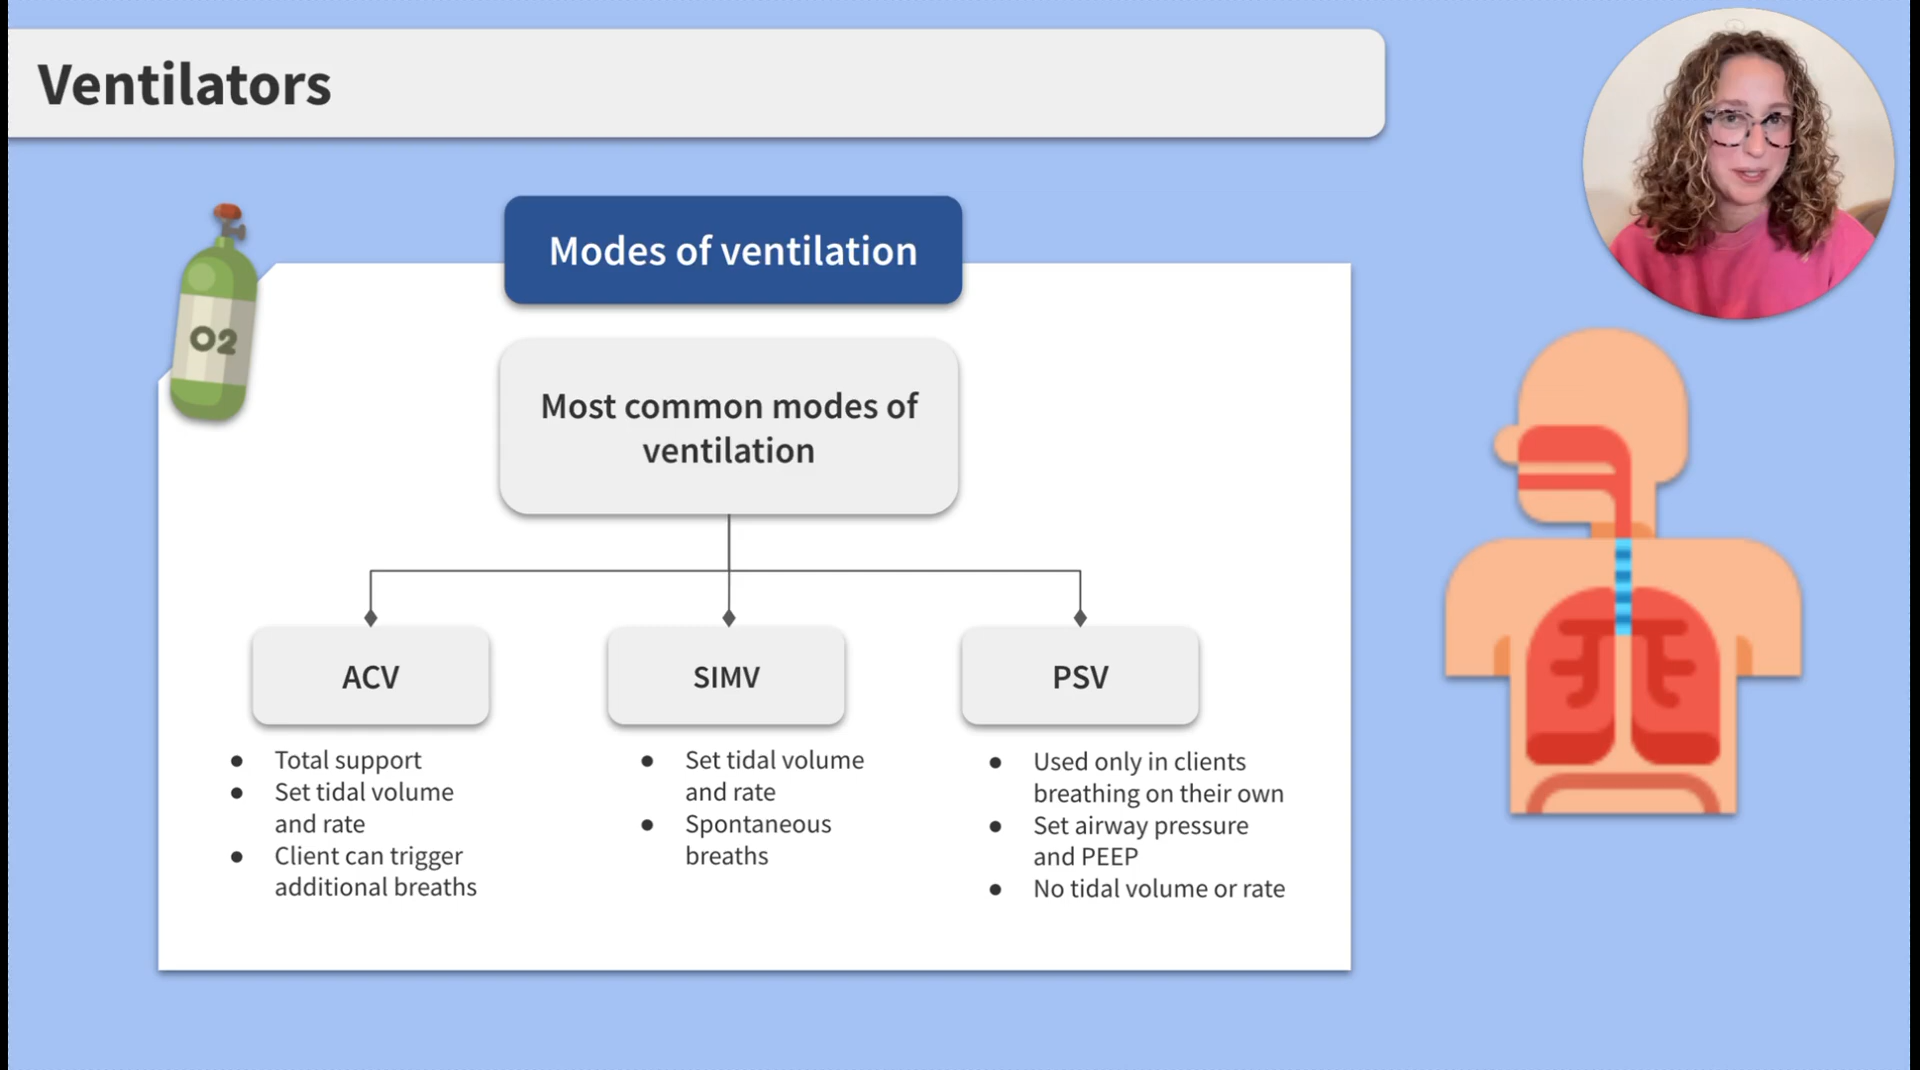 Ventilators
Modes of ventilation
O2
Most common modes of
ventilation
ACV
SIMV
PSV
● Total support
● Set tidal volume
and rate
● Client can trigger
additional breaths
● Set tidal volume
and rate
● Spontaneous
breaths
● Used only in clients
breathing on their own
● Set airway pressure
and PEEP
● No tidal volume or rate